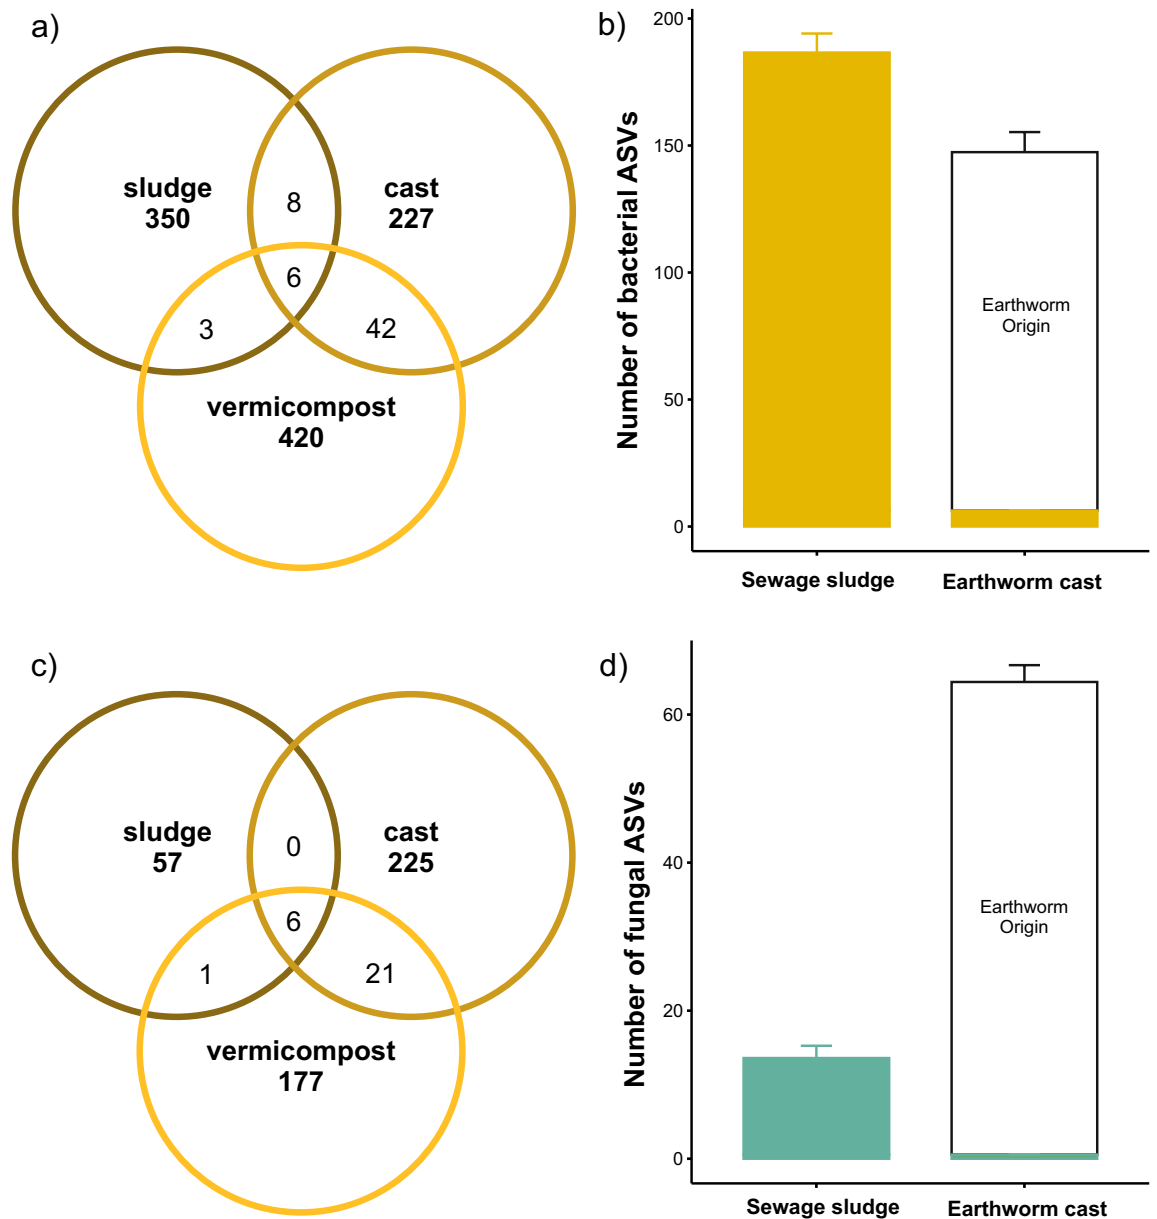 a)
sludge
350
8
cast
227
6
3
42
vermicompost
420
b)
Number of bacterial ASVs
200
150
100
50
0
Earthworm
Origin
Sewage sludge
Earthworm cast
c)
sludge
57
0
cast
225
6
1
21
vermicompost
177
d)
Number of fungal ASVs
60
40
20
0
Earthworm
Origin
Sewage sludge
Earthworm cast